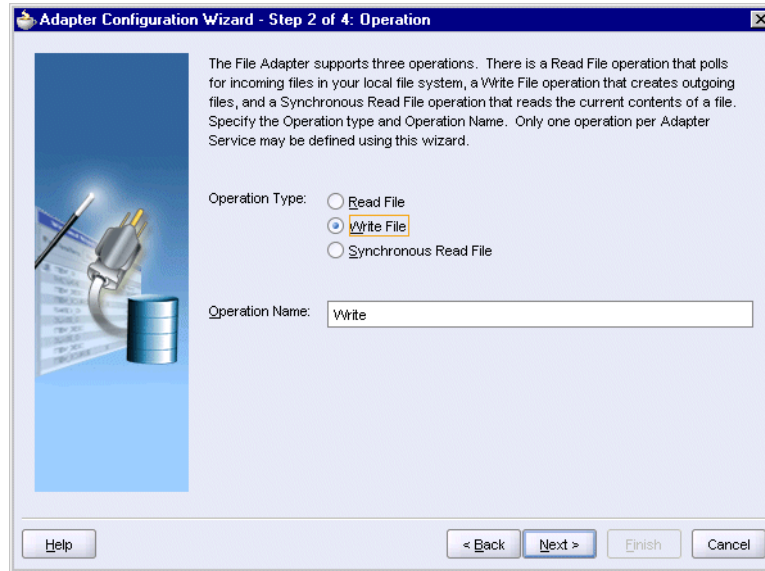 Adapter Configuration Wizard - Step 2 of 4: Operation
The File Adapter supports three operations.  There is a Read File operation that polls
for incoming files in your local file system, a Write File operation that creates outgoing
files, and a Synchronous Read File operation that reads the current contents of a file.
Specify the Operation type and Operation Name.  Only one operation per Adapter
Service may be defined using this wizard.
Operation Type:
Read File
Write File
Synchronous Read File
Operation Name:
Write
Help
< Back
Next >
Finish
Cancel